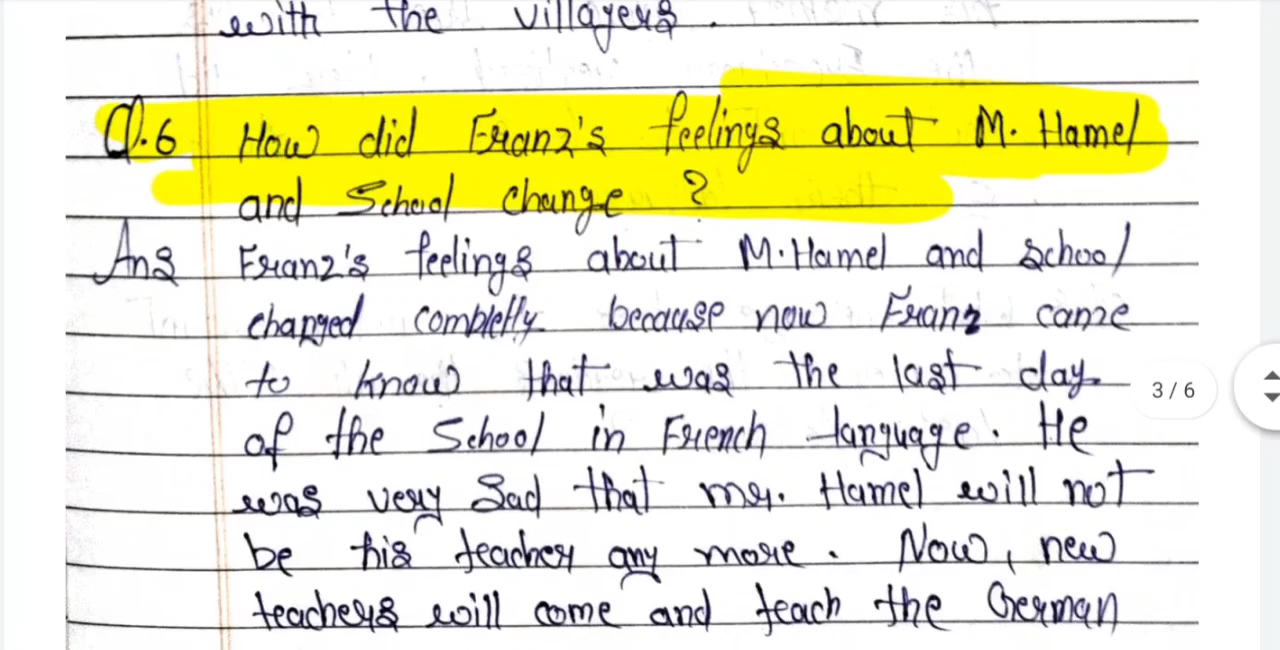 with the villagers.
Q.6 How did Franz's feelings about M. Hamel
and School change ?
Ans Franz's feelings about M. Hamel and school
changed combletly because now Franz came
to know that was the last day
3 / 6
of the School in French language. He
was very Sad that mr. Hamel will not
be his teacher any more. Now, new
teachers will come and teach the German